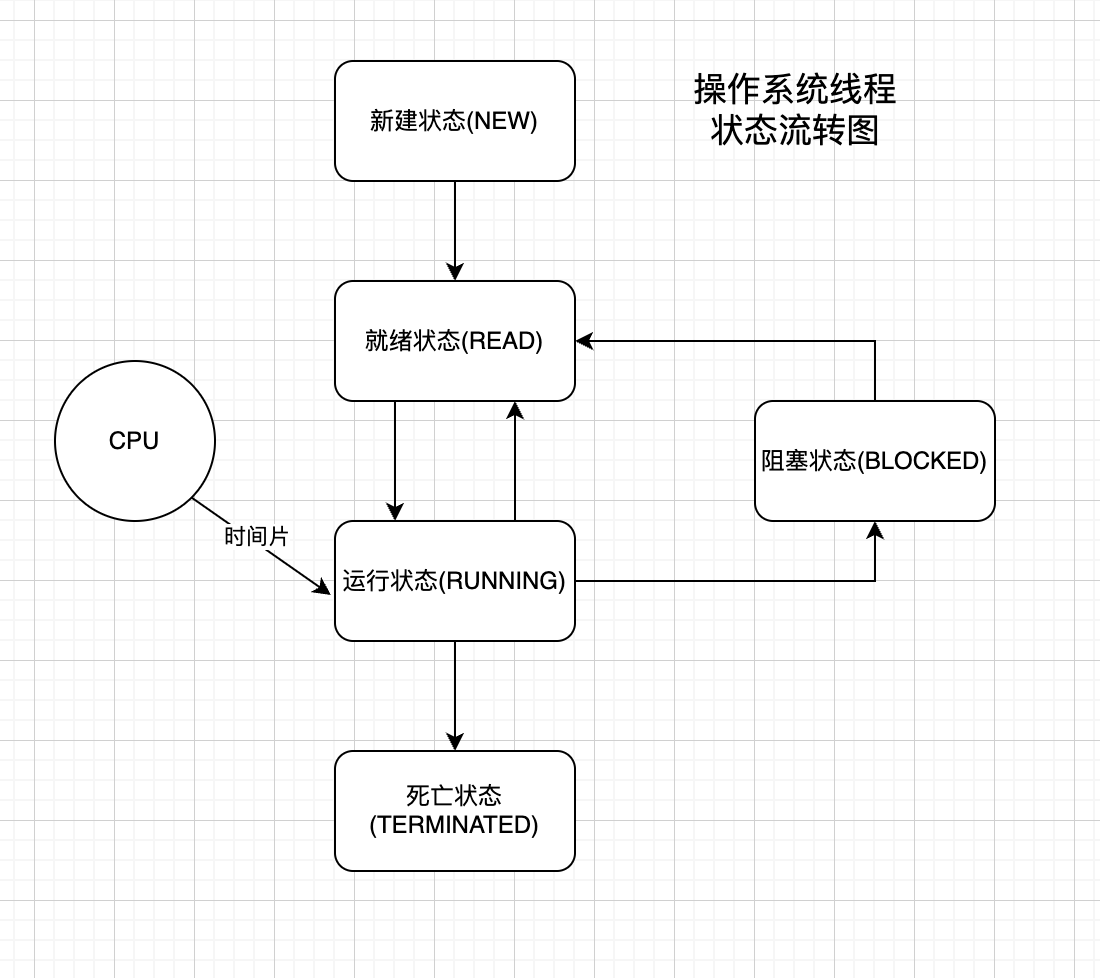 操作系统线程
状态流转图
新建状态(NEW)
就绪状态(READ)
CPU
时间片
阻塞状态(BLOCKED)
运行状态(RUNNING)
死亡状态
(TERMINATED)